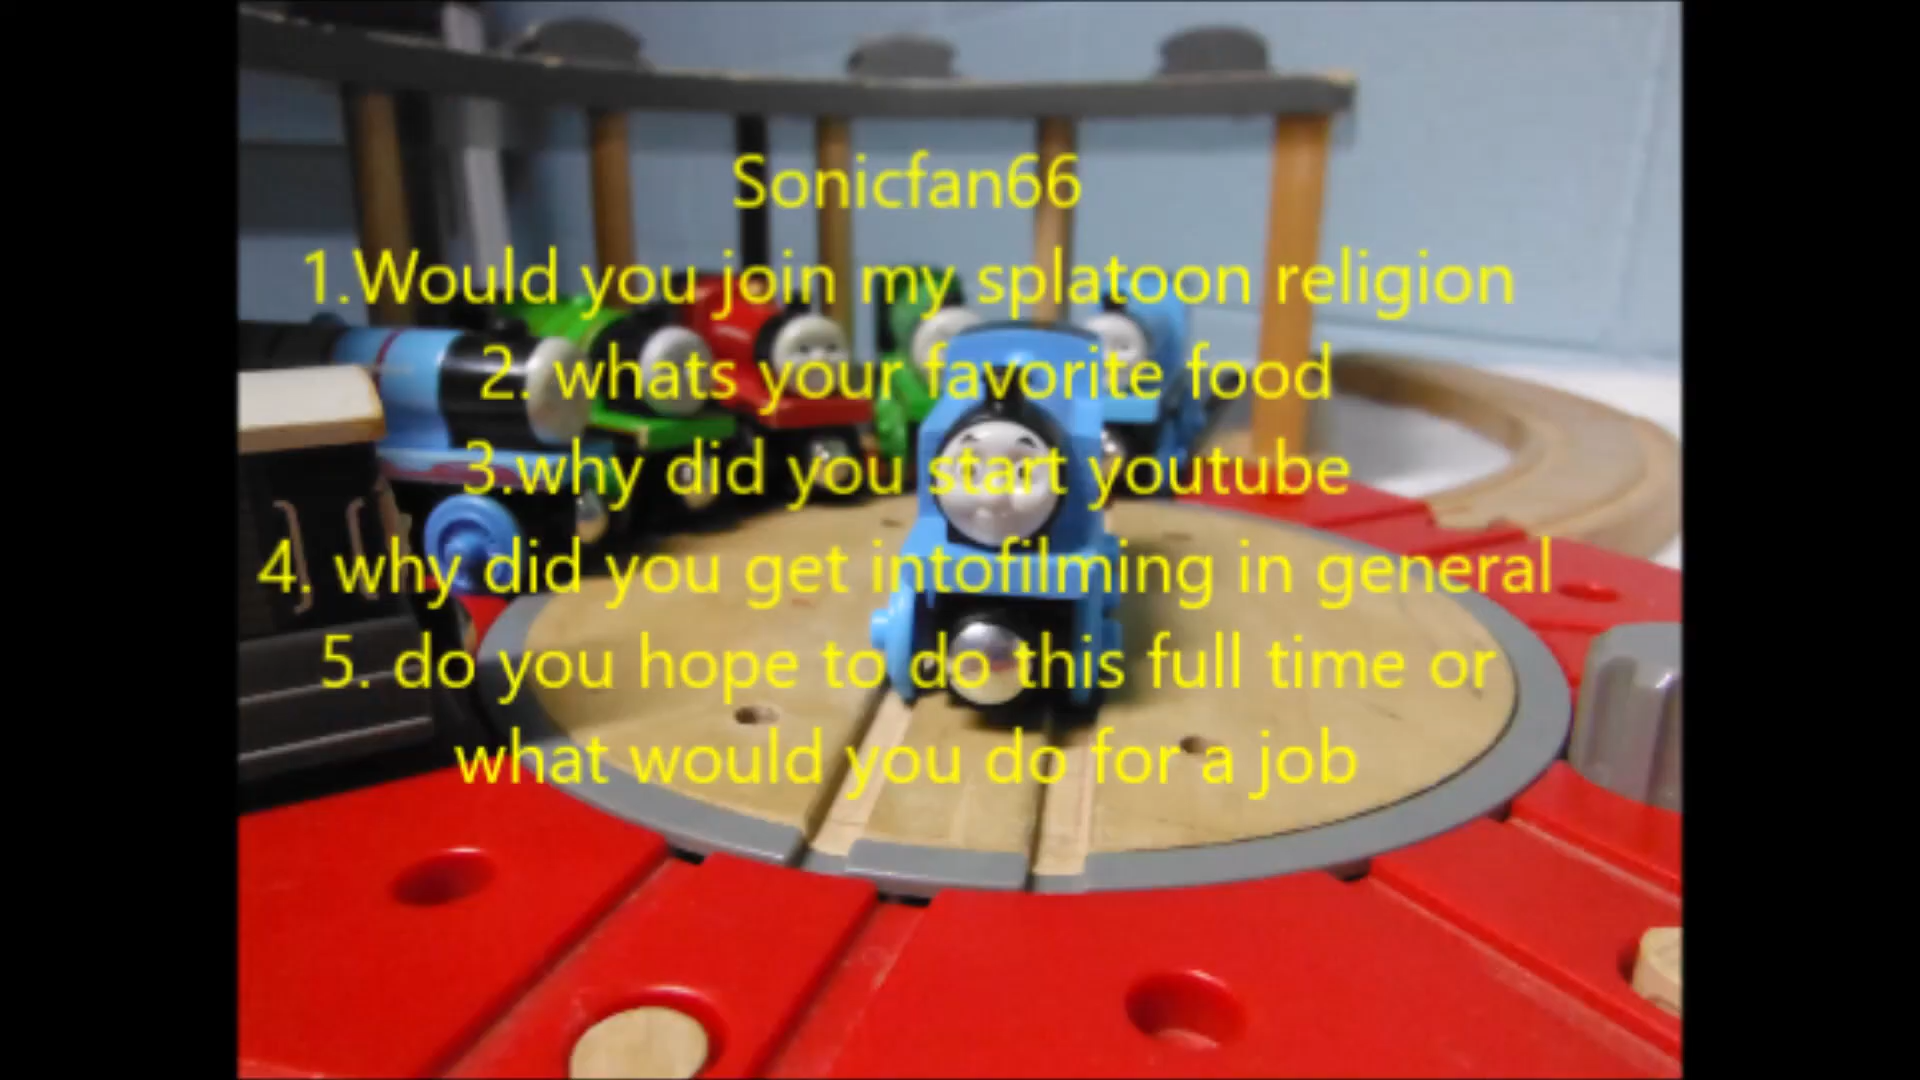 Sonicfan66
1.Would you join my splatoon religion
2. whats your favorite food
3.why did you start youtube
4. why did you get intofilming in general
5. do you hope to do this full time or
what would you do for a job